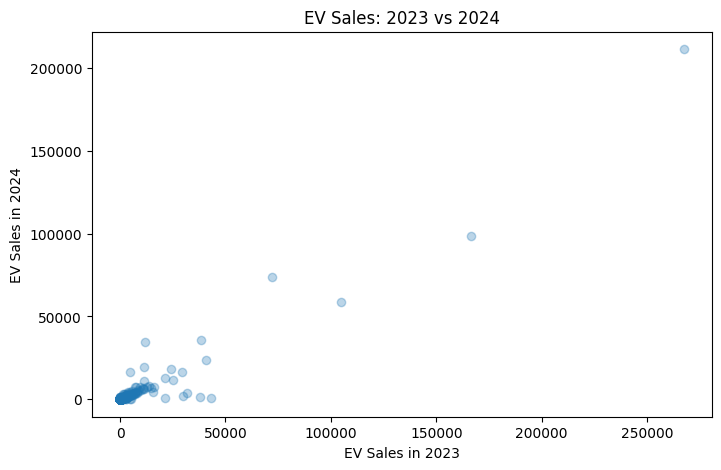 EV Sales: 2023 vs 2024
EV Sales in 2024
200000
150000
100000
50000
0
0 50000 100000 150000 200000 250000
EV Sales in 2023